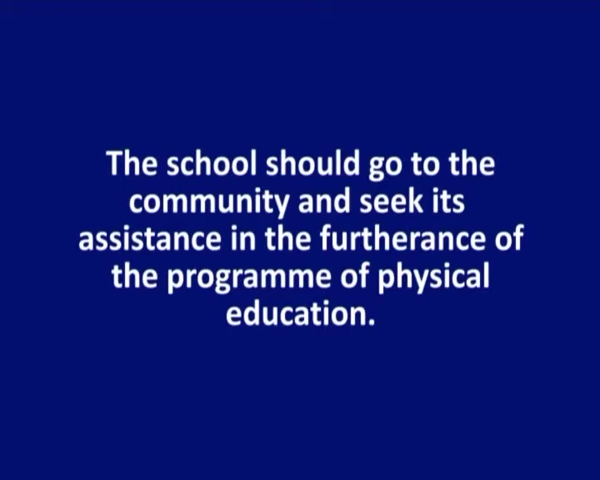 The school should go to the
community and seek its
assistance in the furtherance of
the programme of physical
education.